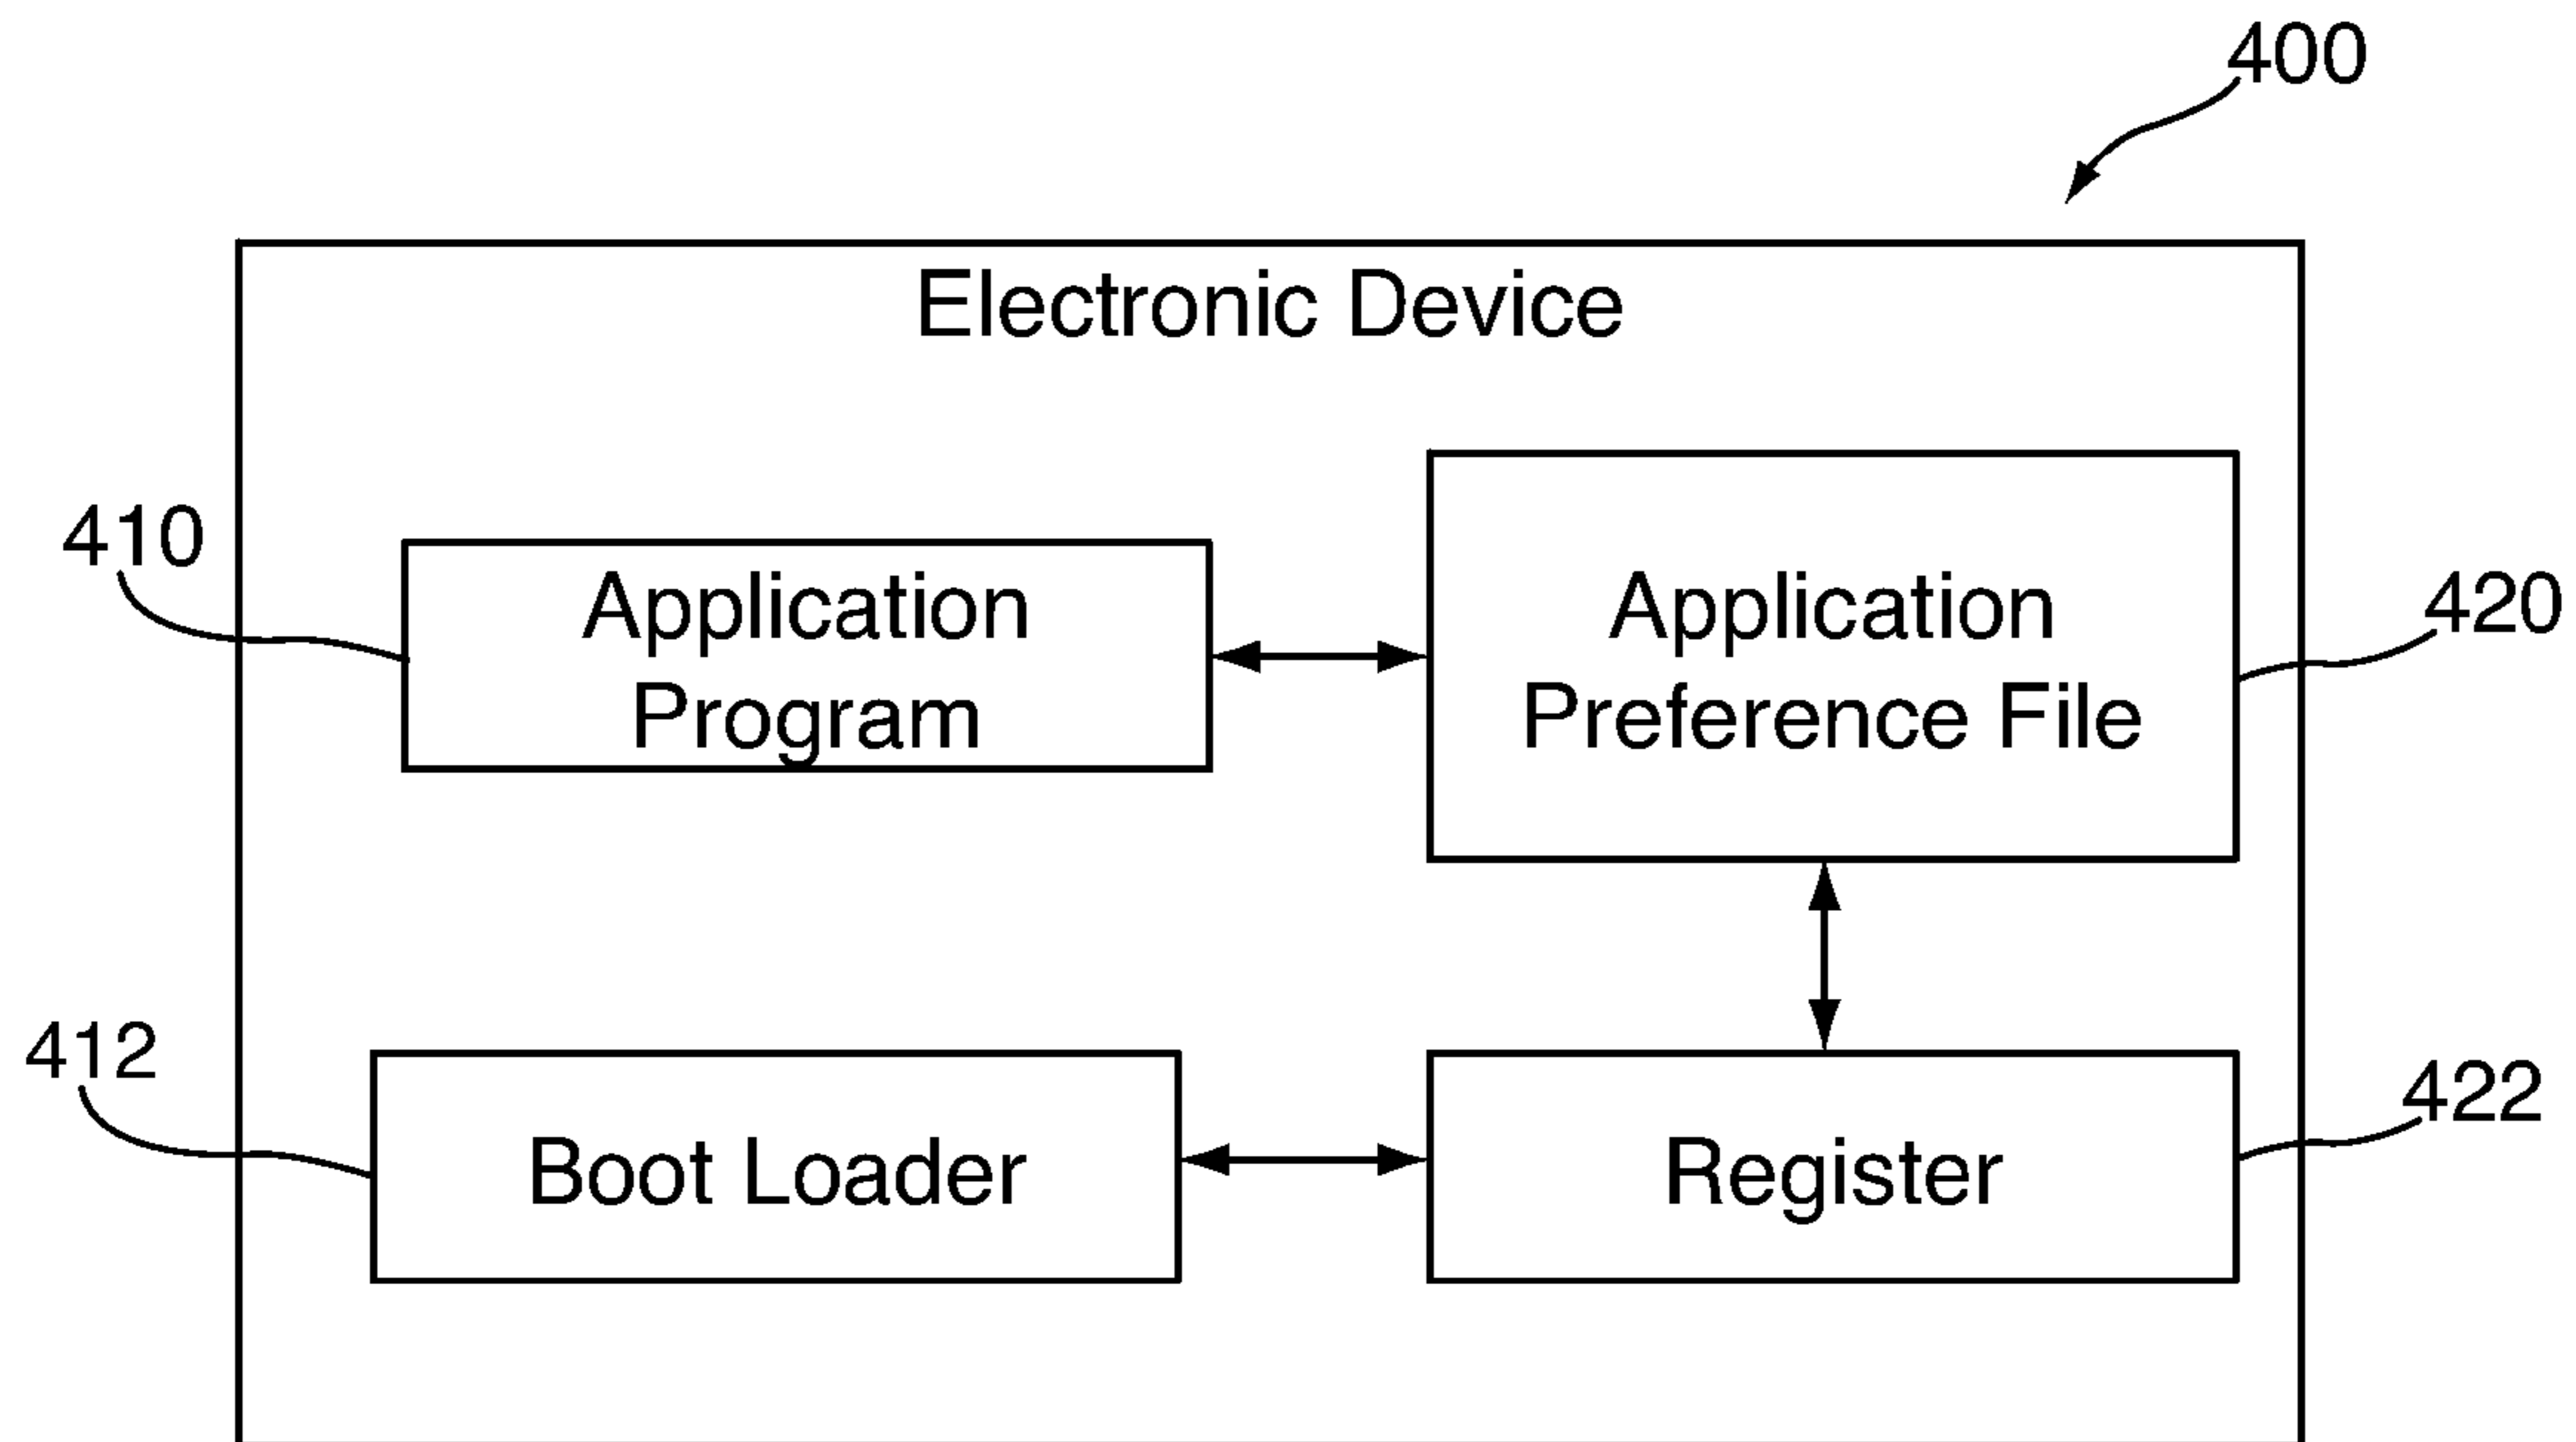 400
Electronic Device
410
Application
Program
Application
Preference File
420
412
Boot Loader
Register
422